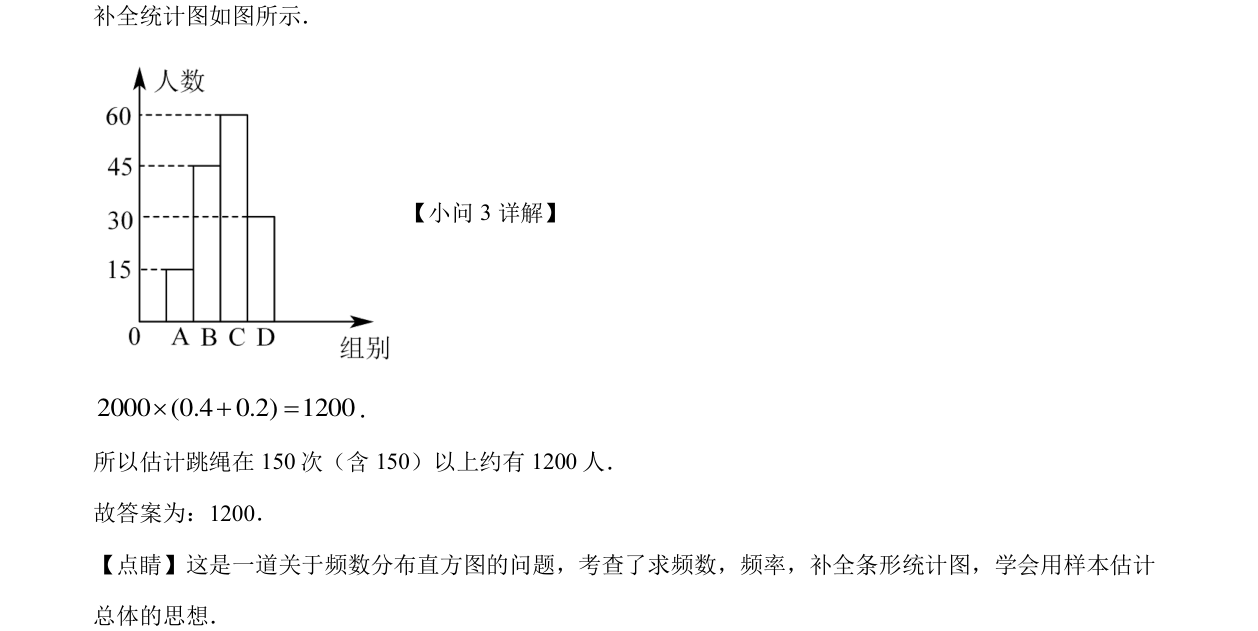 补全统计图如图所示．
人数
60
45
30
15
0 A B C D
组别
【小问 3 详解】
2000×(0.4+0.2)=1200．
所以估计跳绳在 150 次（含 150）以上约有 1200 人．
故答案为：1200．
【点睛】这是一道关于频数分布直方图的问题，考查了求频数，频率，补全条形统计图，学会用样本估计
总体的思想．